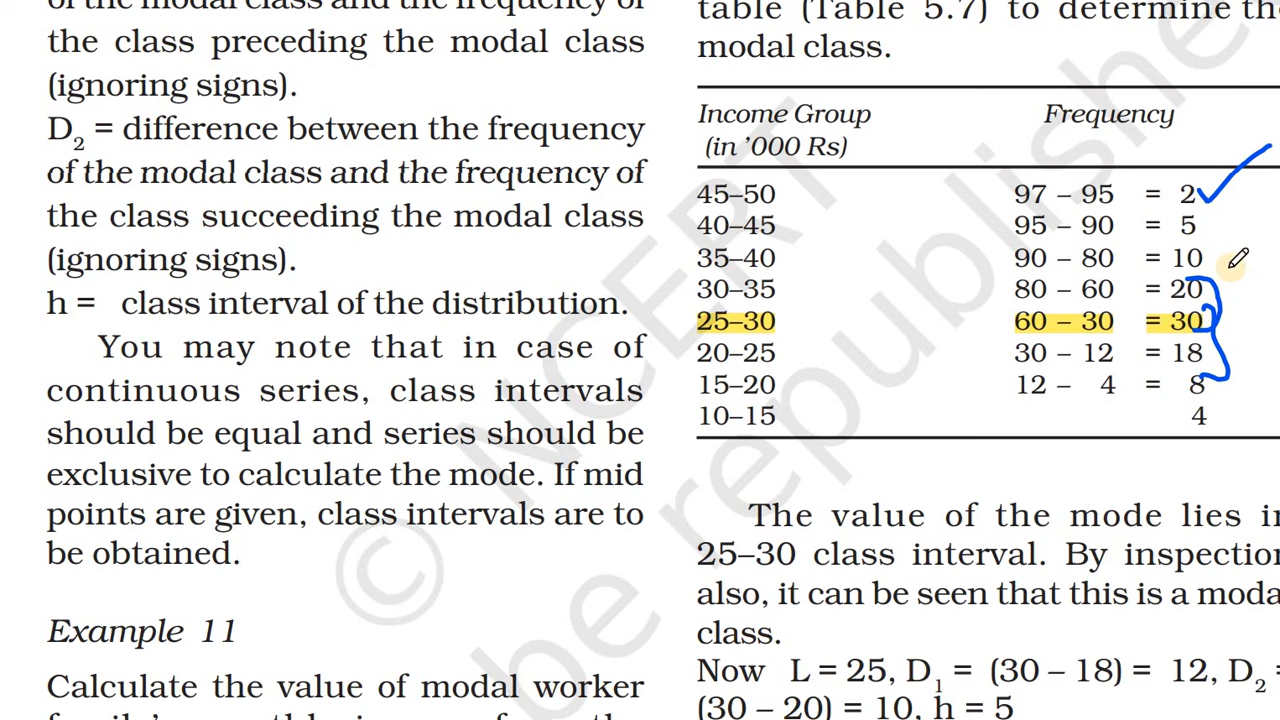 of the modal class and the frequency of
the class preceding the modal class
(ignoring signs).
D2 = difference between the frequency
of the modal class and the frequency of
the class succeeding the modal class
(ignoring signs).
h = class interval of the distribution.
You may note that in case of
continuous series, class intervals
should be equal and series should be
exclusive to calculate the mode. If mid
points are given, class intervals are to
be obtained.
Example 11
Calculate the value of modal worker
table (Table 5.7) to determine the
modal class.
Income Group Frequency
(in ’000 Rs)
45–50 97 – 95 = 2
40–45 95 – 90 = 5
35–40 90 – 80 = 10
30–35 80 – 60 = 20
25–30 60 – 30 = 30
20–25 30 – 12 = 18
15–20 12 – 4 = 8
10–15 4
The value of the mode lies in
25–30 class interval. By inspection
also, it can be seen that this is a modal
class.
Now L = 25, D1 = (30 – 18) = 12, D2 =
(30 – 20) = 10, h = 5
© NCERT
be republishe